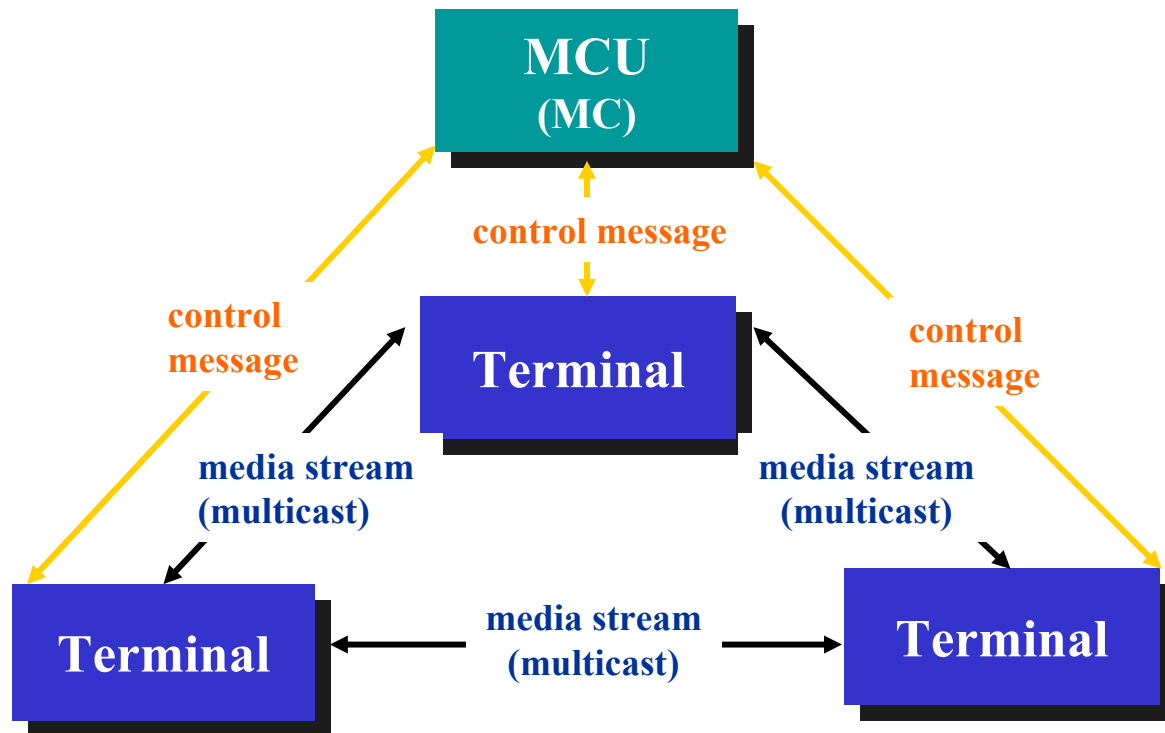 MCU
(MC)
control message
control
message
control
message
Terminal
media stream
(multicast)
media stream
(multicast)
Terminal
media stream
(multicast)
Terminal